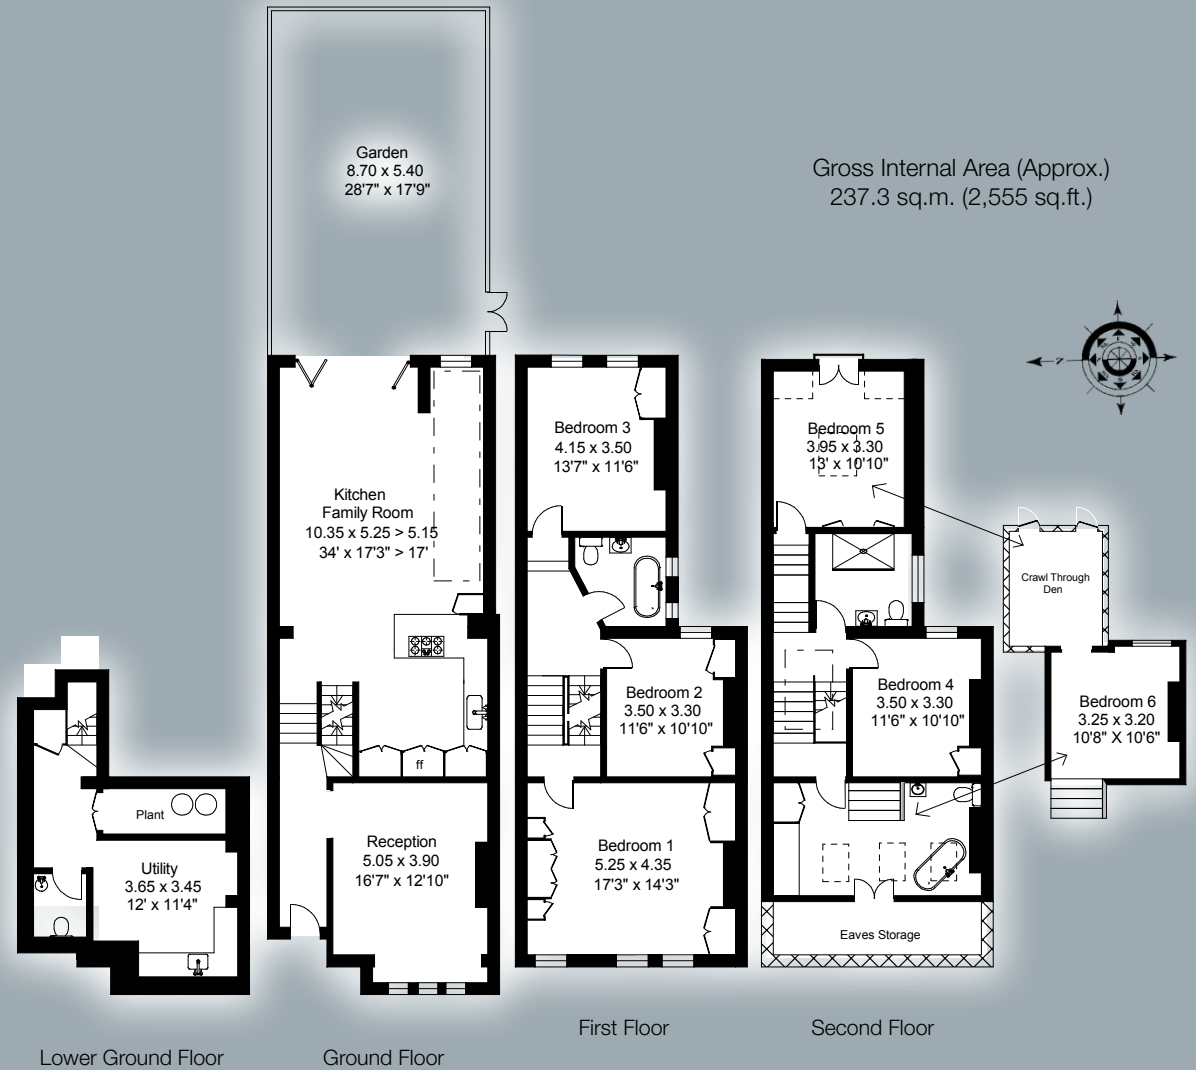 Garden
8.70 x 5.40
28'7" x 17'9"
Gross Internal Area (Approx.)
237.3 sq.m. (2,555 sq.ft.)
Kitchen
Family Room
10.35 x 5.25 > 5.15
34' x 17'3" > 17'
ff
Reception
5.05 x 3.90
16'7" x 12'10"
Plant
Utility
3.65 x 3.45
12' x 11'4"
Bedroom 3
4.15 x 3.50
13'7" x 11'6"
Bedroom 2
3.50 x 3.30
11'6" x 10'10"
Bedroom 1
5.25 x 4.35
17'3" x 14'3"
Bedroom 5
3.95 x 3.30
13' x 10'10"
Bedroom 4
3.50 x 3.30
11'6" x 10'10"
Crawl Through
Den
Bedroom 6
3.25 x 3.20
10'8" X 10'6"
Eaves Storage
First Floor
Second Floor
Lower Ground Floor
Ground Floor